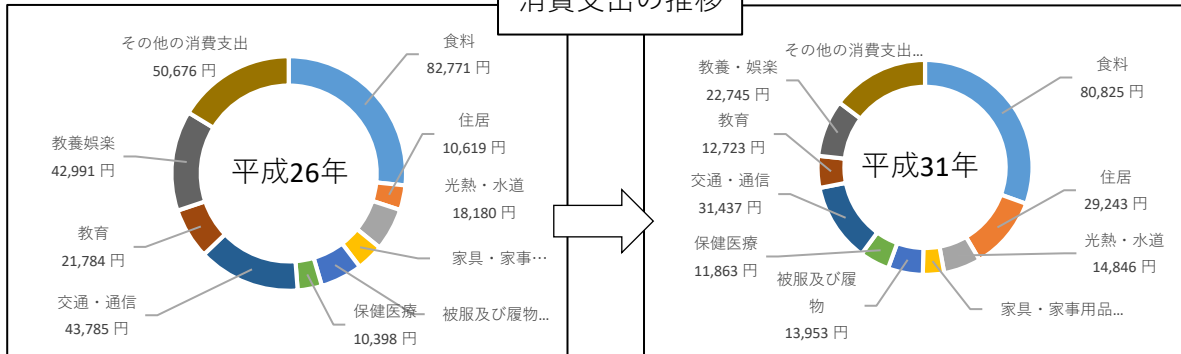 消費支出の推移
その他の消費支出
50,676 円
食料
82,771 円
住居
10,619 円
光熱・水道
18,180 円
家具・家事…
被服及び履物...
保健医療
10,398 円
交通・通信
43,785 円
教育
21,784 円
教養娯楽
42,991 円
平成26年
その他の消費支出...
食料
80,825 円
住居
29,243 円
光熱・水道
14,846 円
家具・家事用品...
被服及び履
物
13,953 円
保健医療
11,863 円
交通・通信
31,437 円
教育
12,723 円
教養・娯楽
22,745 円
平成31年